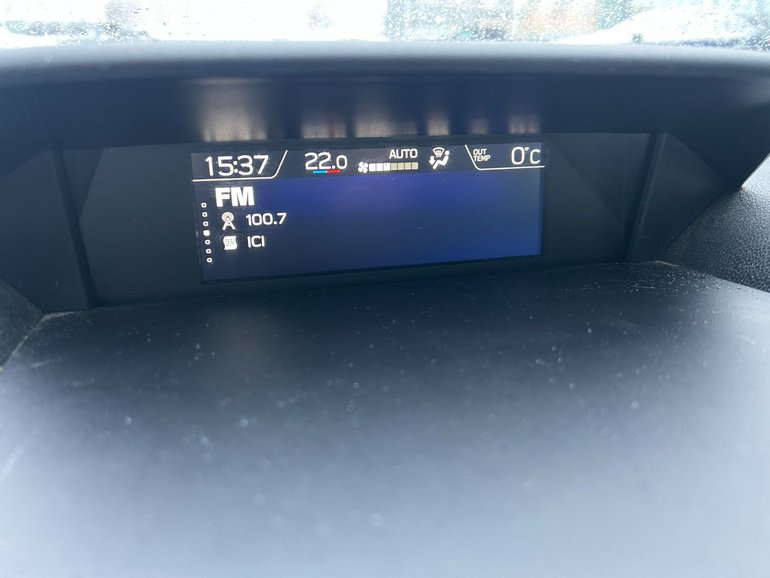 15:37 22.0 AUTO OUT TEMP 0°C
FM
100.7
ICI